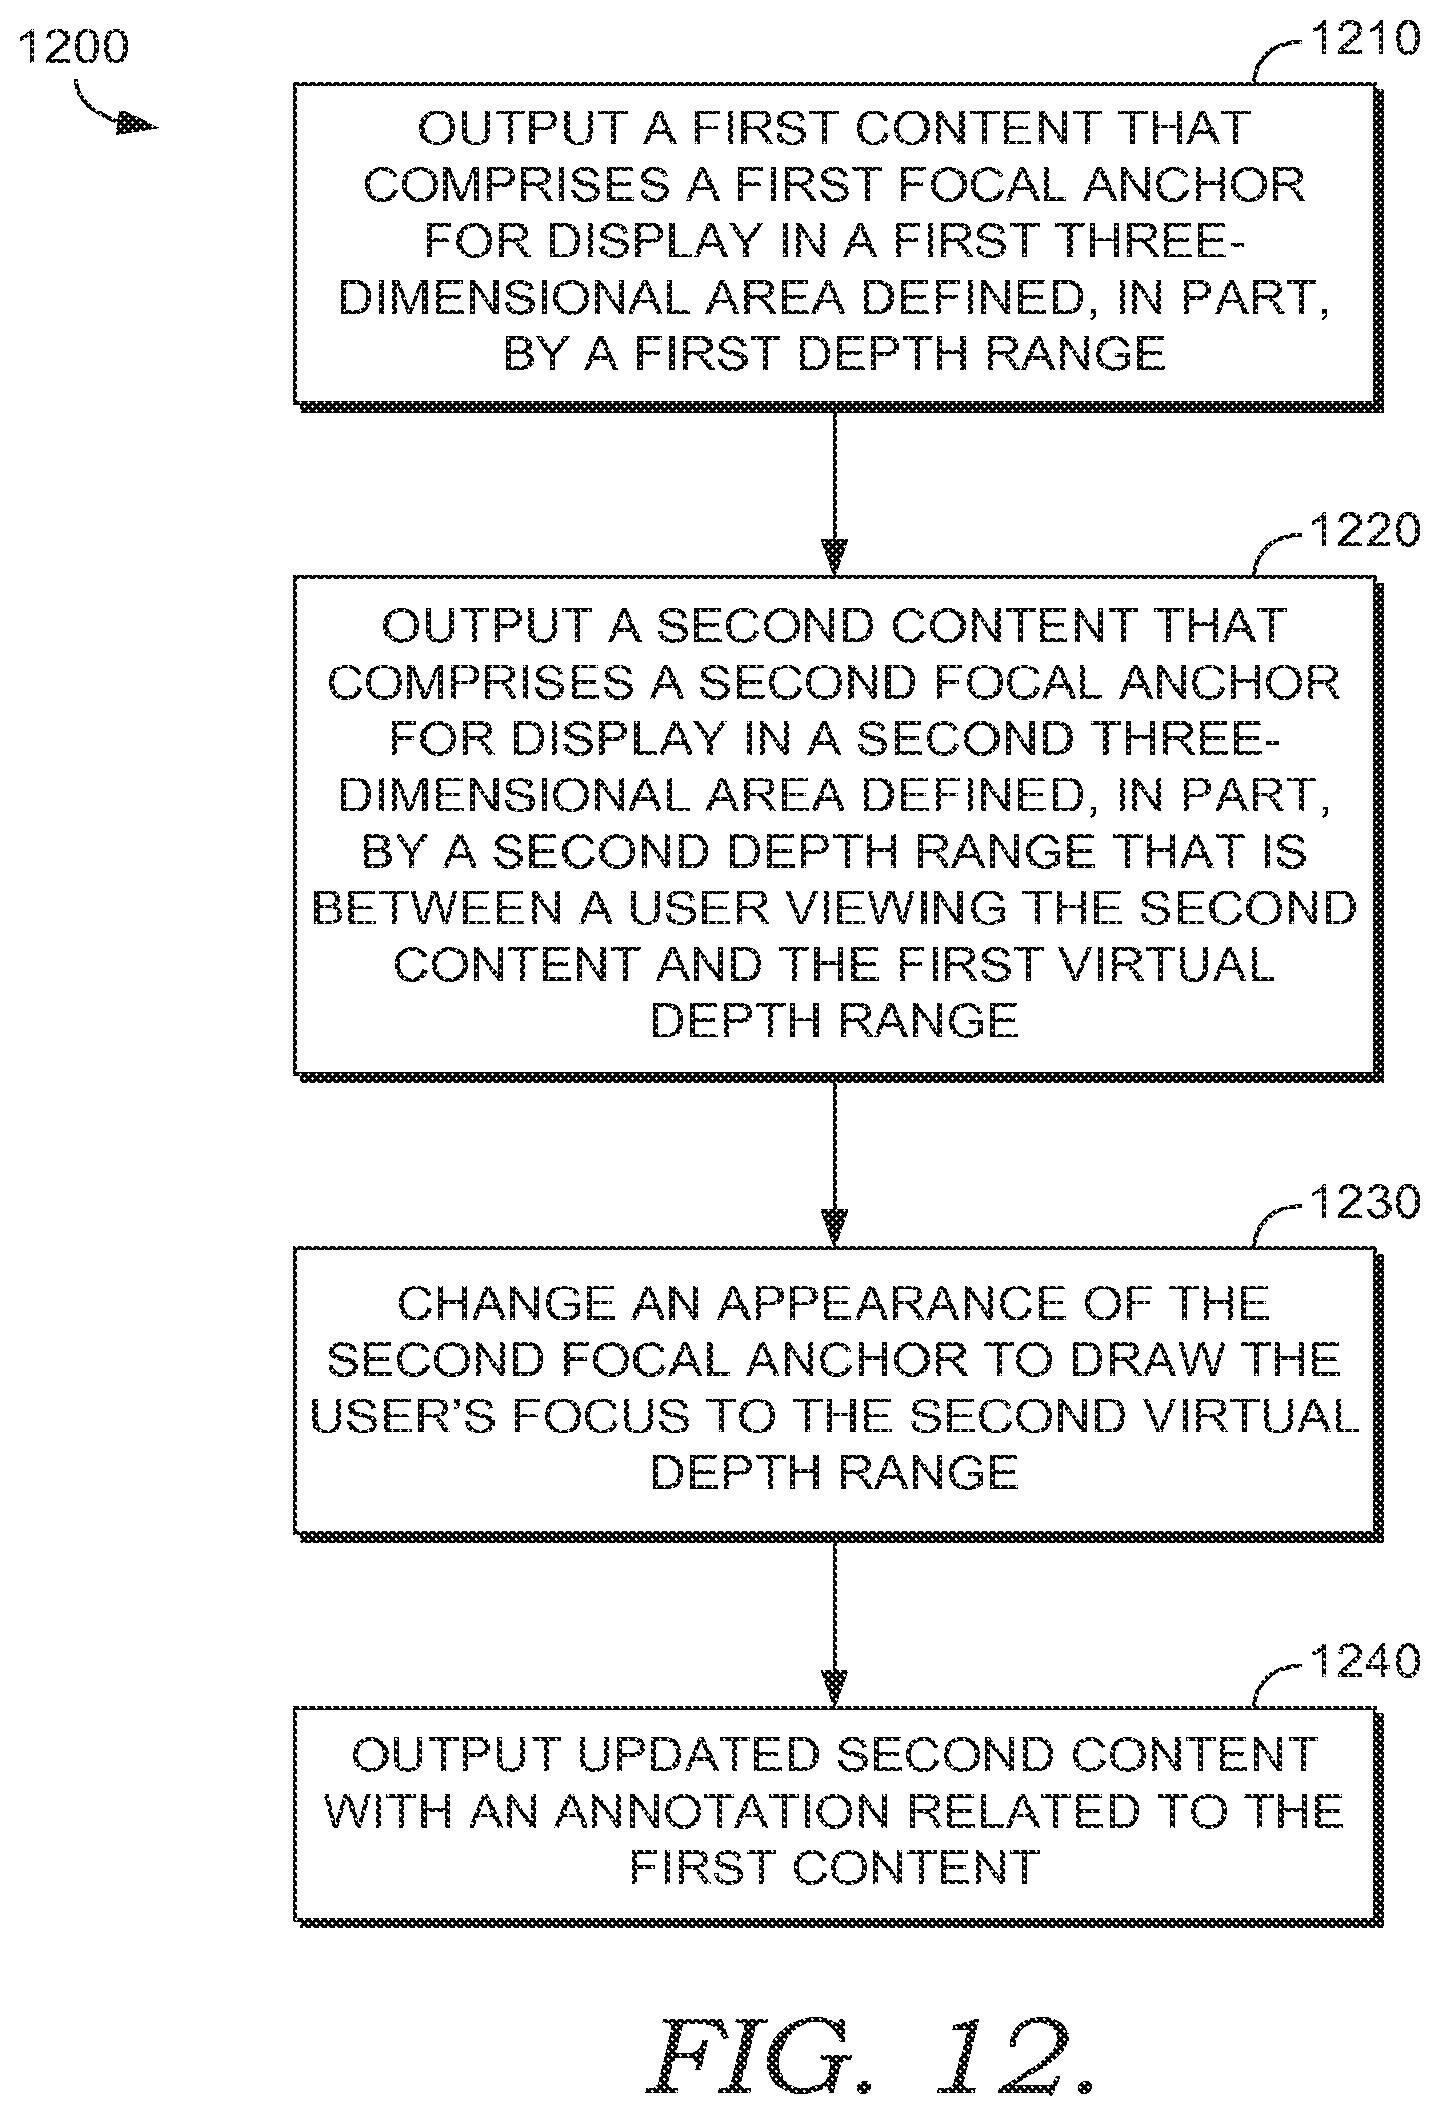 1200
1210
OUTPUT A FIRST CONTENT THAT
COMPRISES A FIRST FOCAL ANCHOR
FOR DISPLAY IN A FIRST THREE-
DIMENSIONAL AREA DEFINED, IN PART,
BY A FIRST DEPTH RANGE
1220
OUTPUT A SECOND CONTENT THAT
COMPRISES A SECOND FOCAL ANCHOR
FOR DISPLAY IN A SECOND THREE-
DIMENSIONAL AREA DEFINED, IN PART,
BY A SECOND DEPTH RANGE THAT IS
BETWEEN A USER VIEWING THE SECOND
CONTENT AND THE FIRST VIRTUAL
DEPTH RANGE
1230
CHANGE AN APPEARANCE OF THE
SECOND FOCAL ANCHOR TO DRAW THE
USER'S FOCUS TO THE SECOND VIRTUAL
DEPTH RANGE
1240
OUTPUT UPDATED SECOND CONTENT
WITH AN ANNOTATION RELATED TO THE
FIRST CONTENT
FIG. 12.